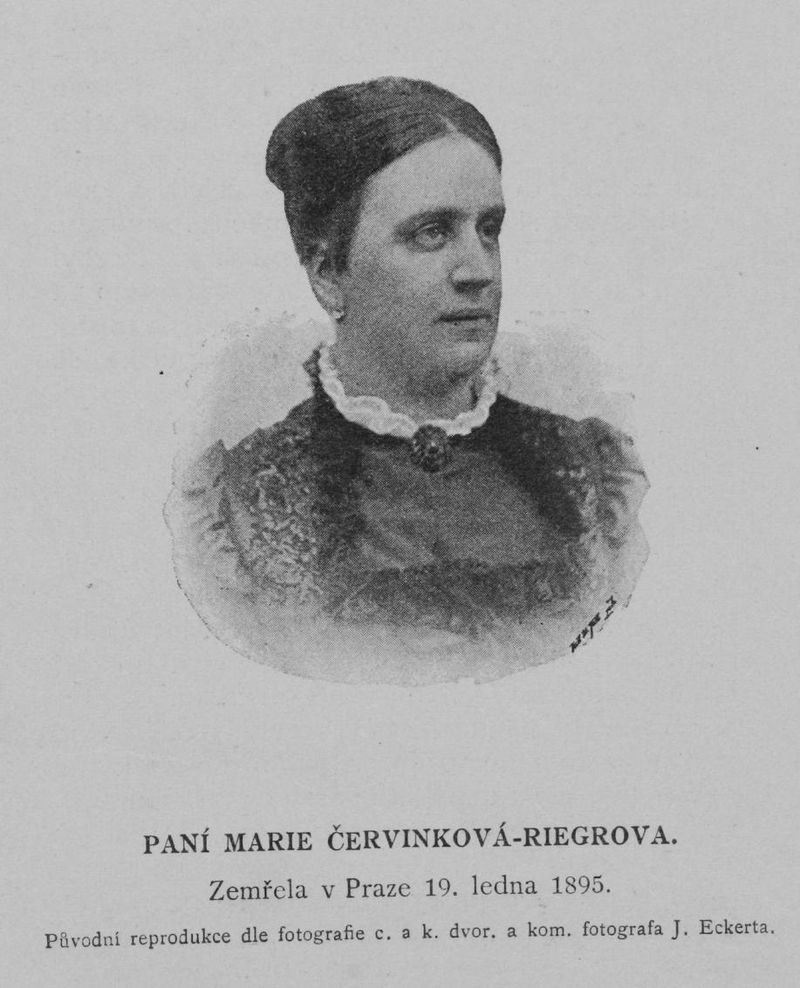 PANÍ MARIE ČERVINKOVÁ-RIEGROVA.
Zemřela v Praze 19. ledna 1895.
Původní reprodukce dle fotografie c. a k. dvor. a kom. fotografa J. Eckerta.